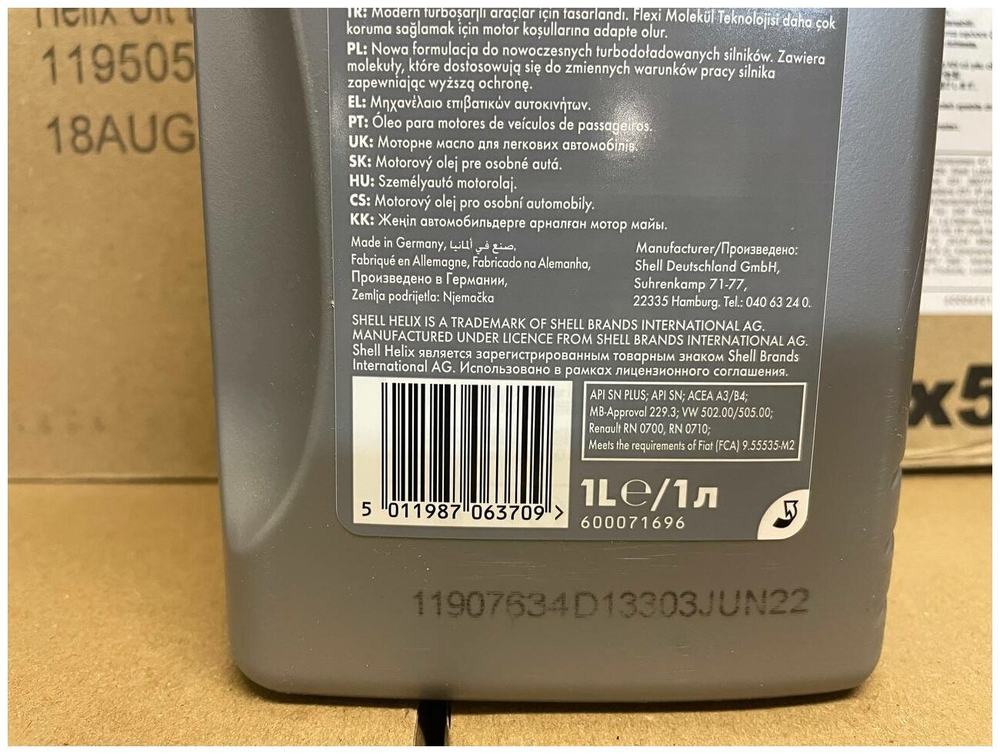 Helix Ult
119505
18AUG
TR: Modern turboşarjlı araçlar için tasarlandı. Flexi Molekül Teknolojisi daha çok
koruma sağlamak için motor koşullarına adapte olur.
PL: Nowa formulacja do nowoczesnych turbodoładowanych silników. Zawiera
molekuły, które dostosowują się do zmiennych warunków pracy silnika
zapewniając wyższą ochronę.
EL: Μηχανέλαιο επιβατικών αυτοκινήτων.
PT: Óleo para motores de veículos de passageiros.
UK: Моторне масло для легкових автомобілів.
SK: Motorový olej pre osobné autá.
HU: Személyautó motorolaj.
CS: Motorový olej pro osobní automobily.
KK: Жеңіл автомобильдерге арналған мотор майы.
Made in Germany, صنع في ألمانيا,
Fabriqué en Allemagne, Fabricado na Alemanha,
Произведено в Германии,
Zemlja podrijetla: Njemačka
Manufacturer/Произведено:
Shell Deutschland GmbH,
Suhrenkamp 71-77,
22335 Hamburg. Tel.: 040 63 24 0.
SHELL HELIX IS A TRADEMARK OF SHELL BRANDS INTERNATIONAL AG.
MANUFACTURED UNDER LICENCE FROM SHELL BRANDS INTERNATIONAL AG.
Shell Helix является зарегистрированным товарным знаком Shell Brands
International AG. Использовано в рамках лицензионного соглашения.
API SN PLUS; API SN; ACEA A3/B4;
MB-Approval 229.3; VW 502.00/505.00;
Renault RN 0700, RN 0710;
Meets the requirements of Fiat (FCA) 9.55535-M2
5 011987 063709 >
1L℮/1л
600071696
x5
11907634D13303JUN22